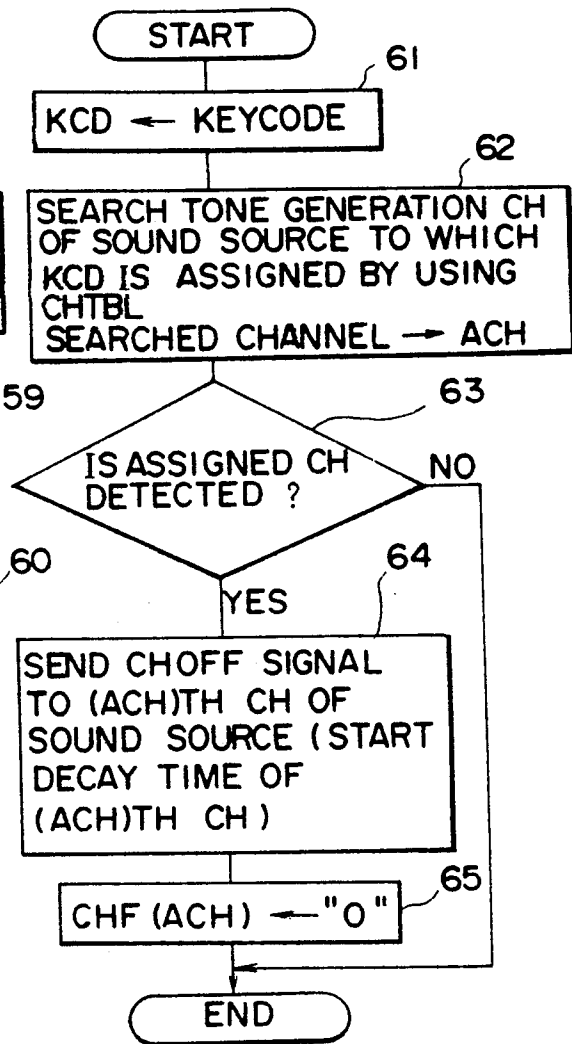 START
61
KCD ← KEYCODE
62
SEARCH TONE GENERATION CH
OF SOUND SOURCE TO WHICH
KCD IS ASSIGNED BY USING
CHTBL
SEARCHED CHANNEL → ACH
59
63
IS ASSIGNED CH
DETECTED ?
NO
60
64
YES
SEND CHOFF SIGNAL
TO (ACH)TH CH OF
SOUND SOURCE (START
DECAY TIME OF
(ACH)TH CH)
65
CHF (ACH) ← "0"
END